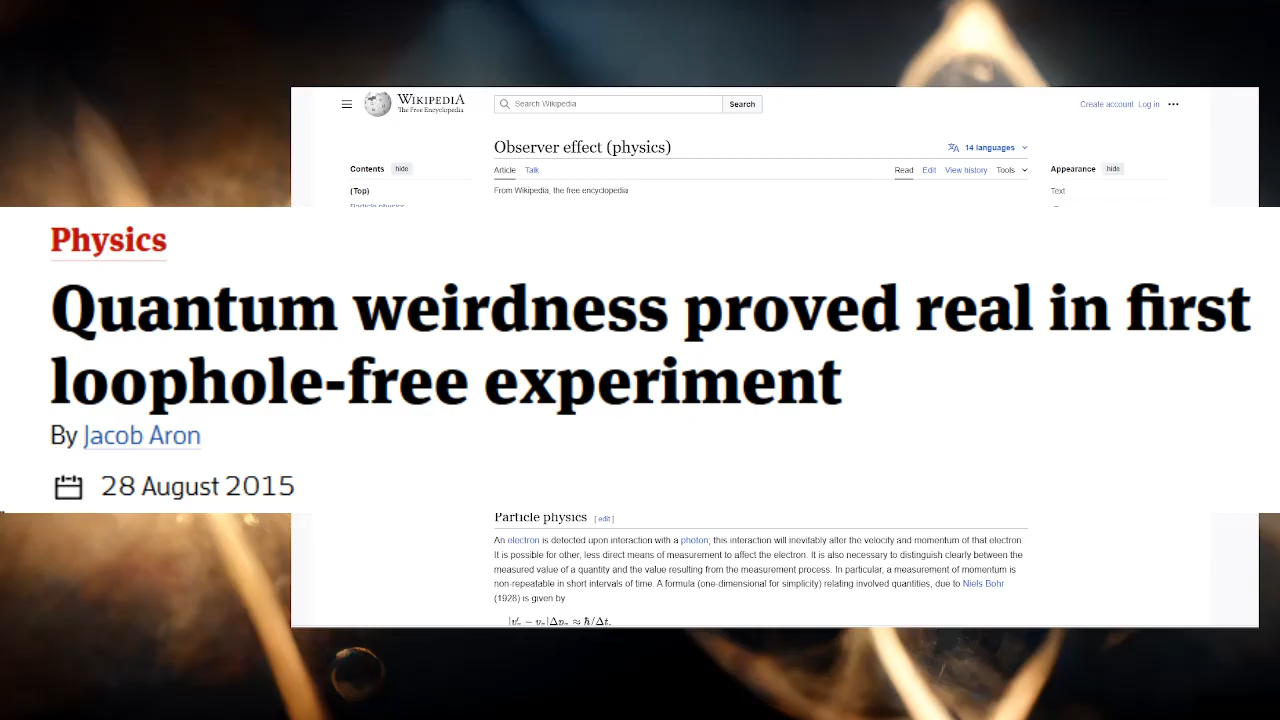 WIKIPEDIA
The Free Encyclopedia
Search Wikipedia
Search
Create account Log in
Observer effect (physics)
14 languages
Contents hide
Article Talk
Read Edit View history Tools
Appearance hide
(Top)
From Wikipedia, the free encyclopedia
Text
Particle physics
Physics
Quantum weirdness proved real in first
loophole-free experiment
By Jacob Aron
28 August 2015
Particle physics [ edit ]
An electron is detected upon interaction with a photon; this interaction will inevitably alter the velocity and momentum of that electron.
It is possible for other, less direct means of measurement to affect the electron. It is also necessary to distinguish clearly between the
measured value of a quantity and the value resulting from the measurement process. In particular, a measurement of momentum is
non-repeatable in short intervals of time. A formula (one-dimensional for simplicity) relating involved quantities, due to Niels Bohr
(1928) is given by